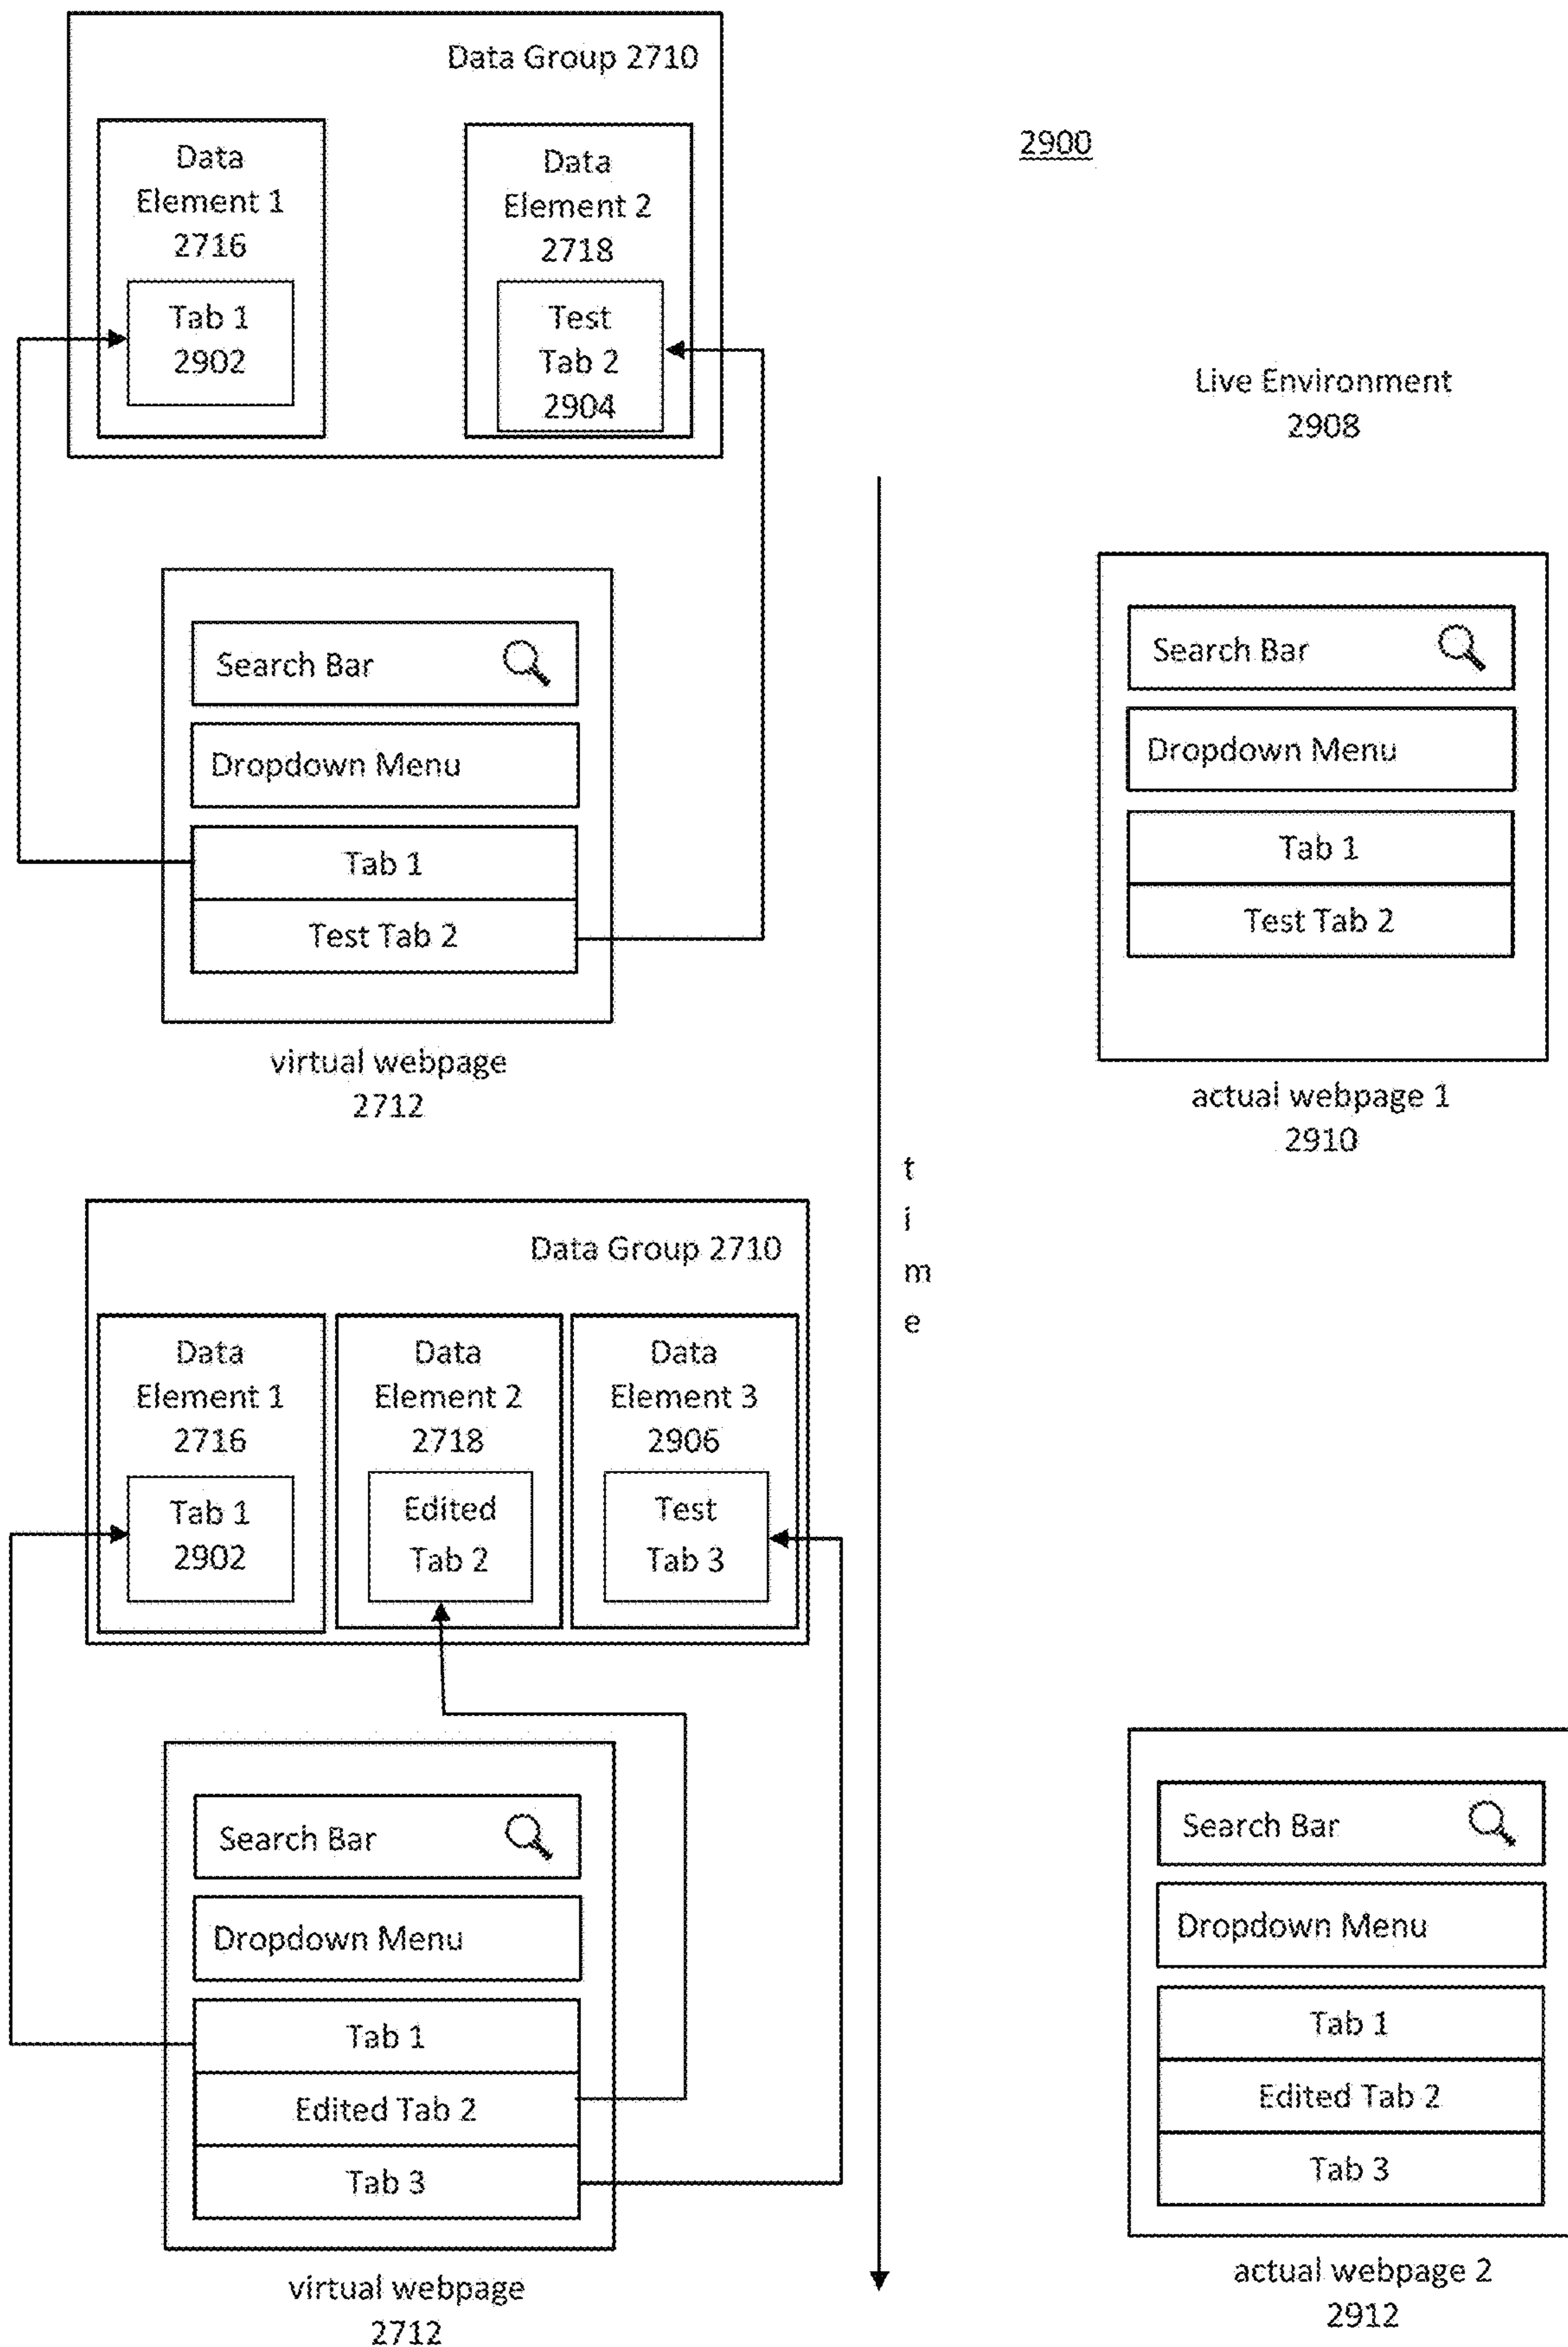 Data Group 2710
Data
Element 1
2716
Tab 1
2902
Data
Element 2
2718
Test
Tab 2
2904
2900
Live Environment
2908
Search Bar
Dropdown Menu
Tab 1
Test Tab 2
virtual webpage
2712
Search Bar
Dropdown Menu
Tab 1
Test Tab 2
actual webpage 1
2910
t
i
m
e
Data Group 2710
Data
Element 1
2716
Tab 1
2902
Data
Element 2
2718
Edited
Tab 2
Data
Element 3
2906
Test
Tab 3
Search Bar
Dropdown Menu
Tab 1
Edited Tab 2
Tab 3
virtual webpage
2712
Search Bar
Dropdown Menu
Tab 1
Edited Tab 2
Tab 3
actual webpage 2
2912